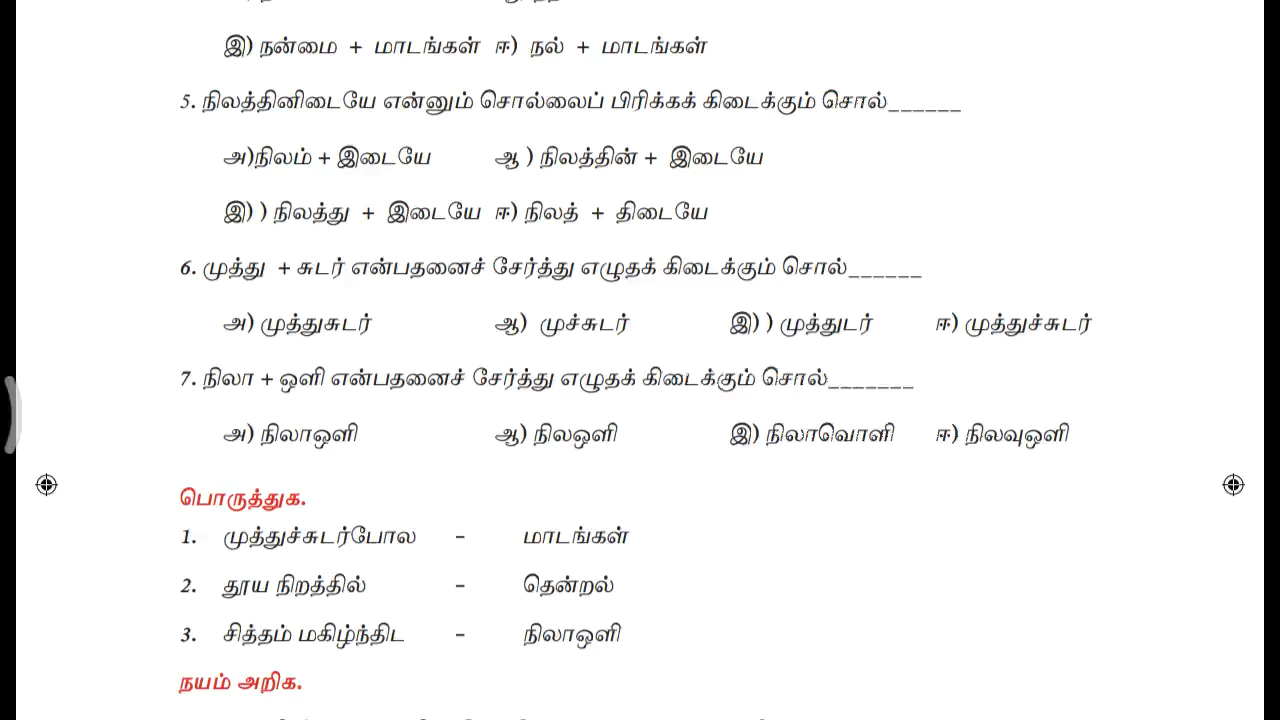 இ) நன்மை + மாடங்கள் ஈ) நல் + மாடங்கள்
5. நிலத்தினிடையே என்னும் சொல்லைப் பிரிக்கக் கிடைக்கும் சொல்______
அ)நிலம் + இடையே ஆ ) நிலத்தின் + இடையே
இ) ) நிலத்து + இடையே ஈ) நிலத் + திடையே
6. முத்து + சுடர் என்பதனைச் சேர்த்து எழுதக் கிடைக்கும் சொல்______
அ) முத்துசுடர் ஆ) முச்சுடர் இ) ) முத்துடர் ஈ) முத்துச்சுடர்
7. நிலா + ஒளி என்பதனைச் சேர்த்து எழுதக் கிடைக்கும் சொல்_______
அ) நிலாஒளி ஆ) நிலஒளி இ) நிலாவொளி ஈ) நிலவுஒளி
பொருத்துக.
1. முத்துச்சுடர்போல - மாடங்கள்
2. தூய நிறத்தில் - தென்றல்
3. சித்தம் மகிழ்ந்திட - நிலாஒளி
நயம் அறிக.